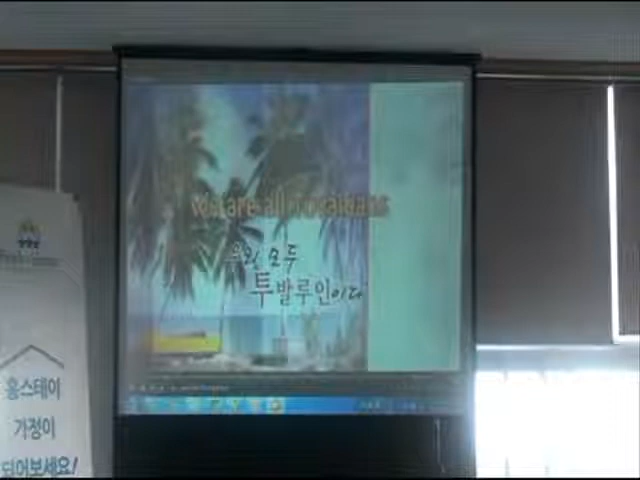 we are all Tuvaluans
우린 모두
투발루인이다
홈스테이
가정이
되어보세요!